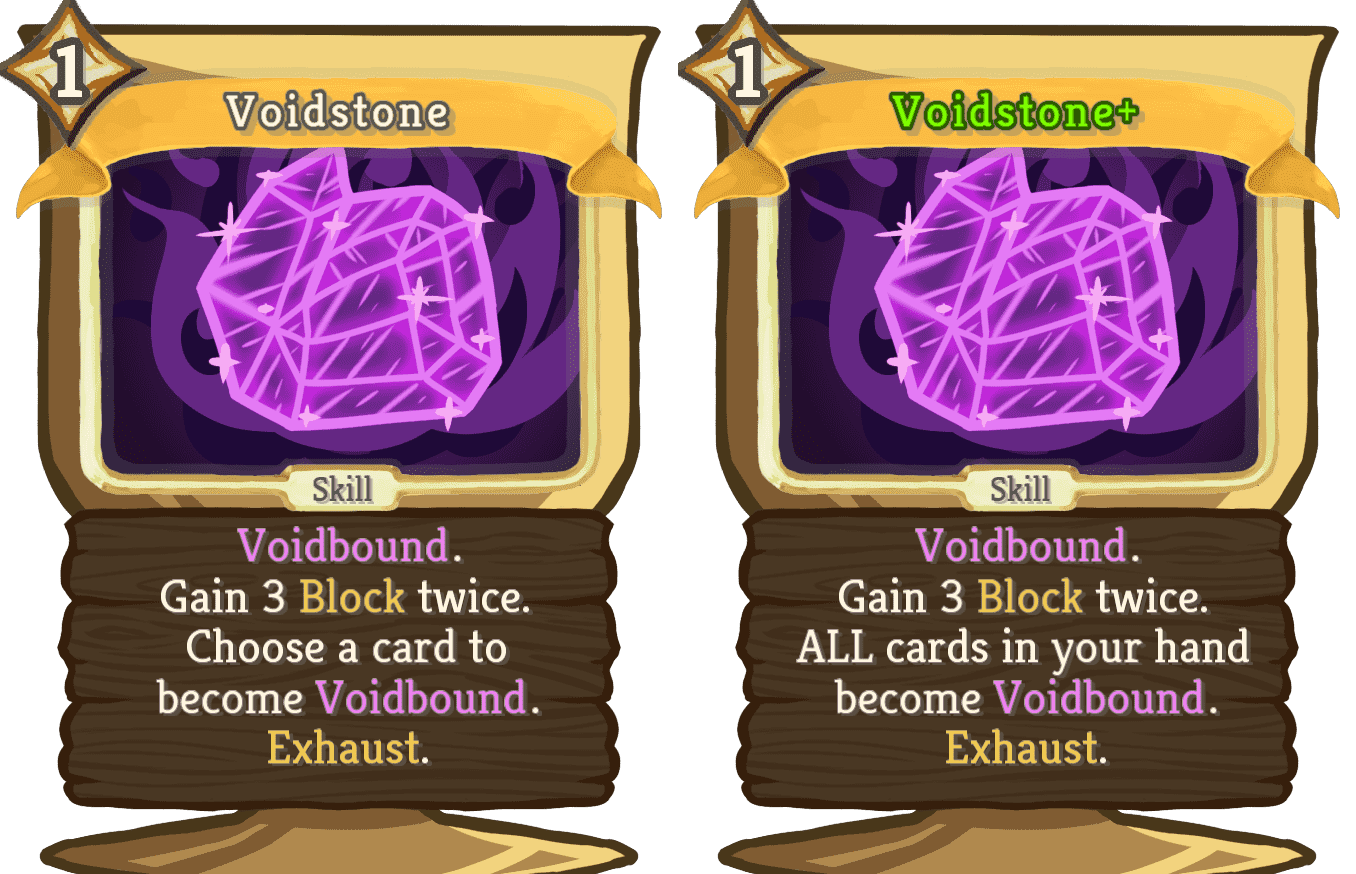 1
Voidstone
Skill
Voidbound.
Gain 3 Block twice.
Choose a card to
become Voidbound.
Exhaust.
1
Voidstone+
Skill
Voidbound.
Gain 3 Block twice.
ALL cards in your hand
become Voidbound.
Exhaust.